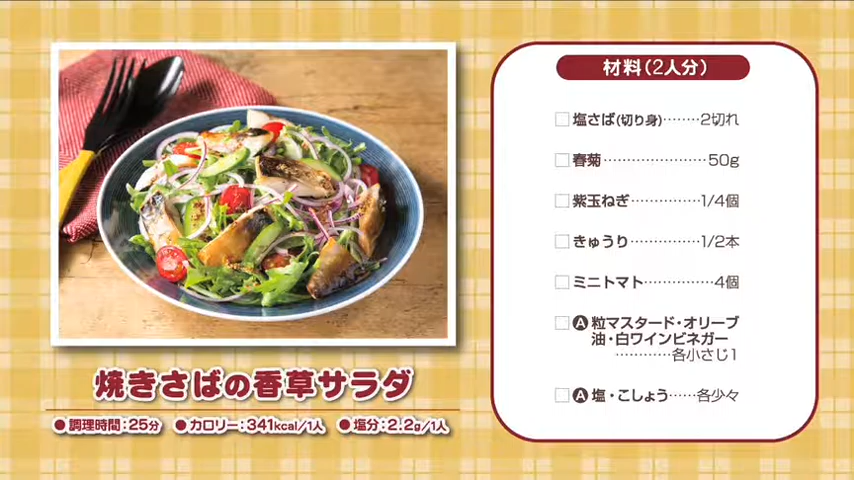 焼きさばの香草サラダ
●調理時間:25分 ●カロリー:341kcal/1人 ●塩分:2.2g/1人
材料(2人分)
□塩さば(切り身)········2切れ
□春菊······················50g
□紫玉ねぎ···············1/4個
□きゅうり···············1/2本
□ミニトマト··············4個
□Ⓐ粒マスタード・オリーブ
油・白ワインビネガー
············各小さじ1
□Ⓐ塩・こしょう······各少々